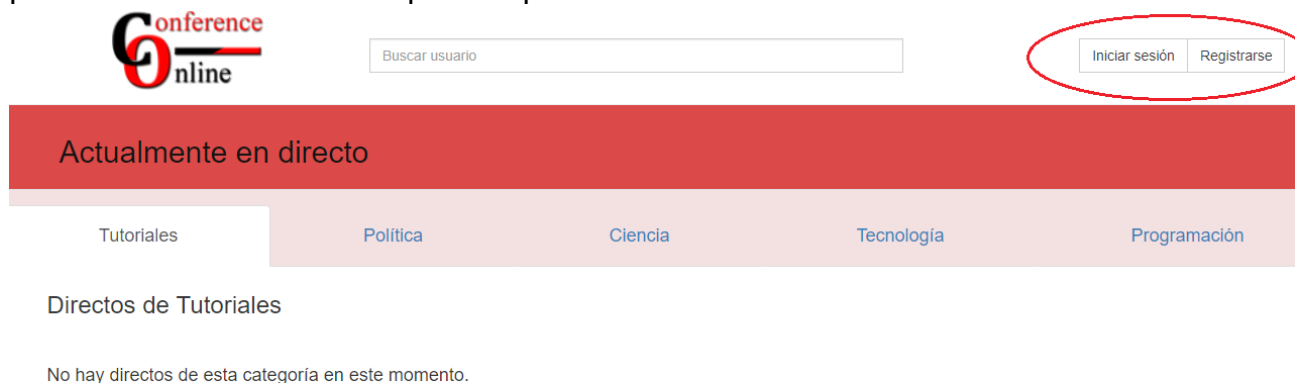 Conference
Online
Buscar usuario
Iniciar sesión Registrarse
Actualmente en directo
Tutoriales Política Ciencia Tecnología Programación
Directos de Tutoriales
No hay directos de esta categoría en este momento.